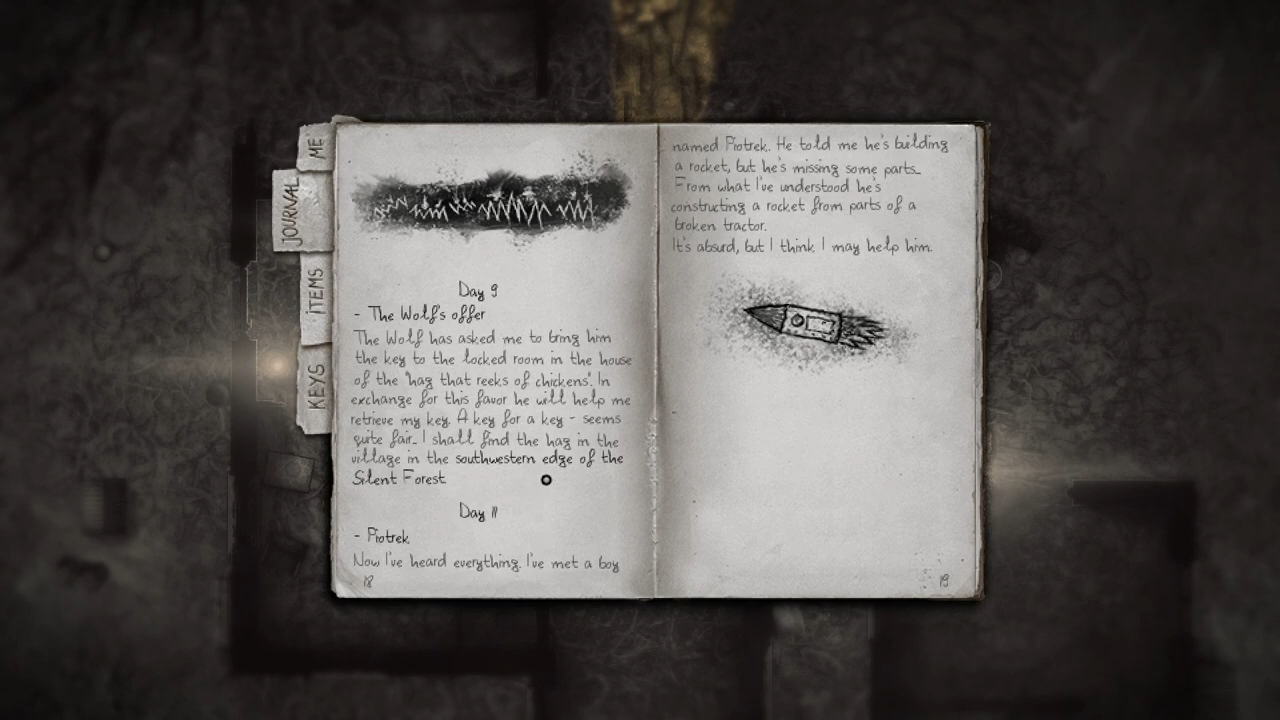 ME
JOURNAL
ITEMS
KEYS
Day 9
- The Wolf's offer
The Wolf has asked me to bring him
the key to the locked room in the house
of the "hag that reeks of chickens". In
exchange for this favor he will help me
retrieve my key. A key for a key - seems
quite fair... I shall find the hag in the
village in the southwestern edge of the
Silent Forest
Day 11
- Piotrek
Now I've heard everything. I've met a boy
18
named Piotrek. He told me he's building
a rocket, but he's missing some parts...
From what I've understood he's
constructing a rocket from parts of a
broken tractor.
It's absurd, but I think I may help him.
19